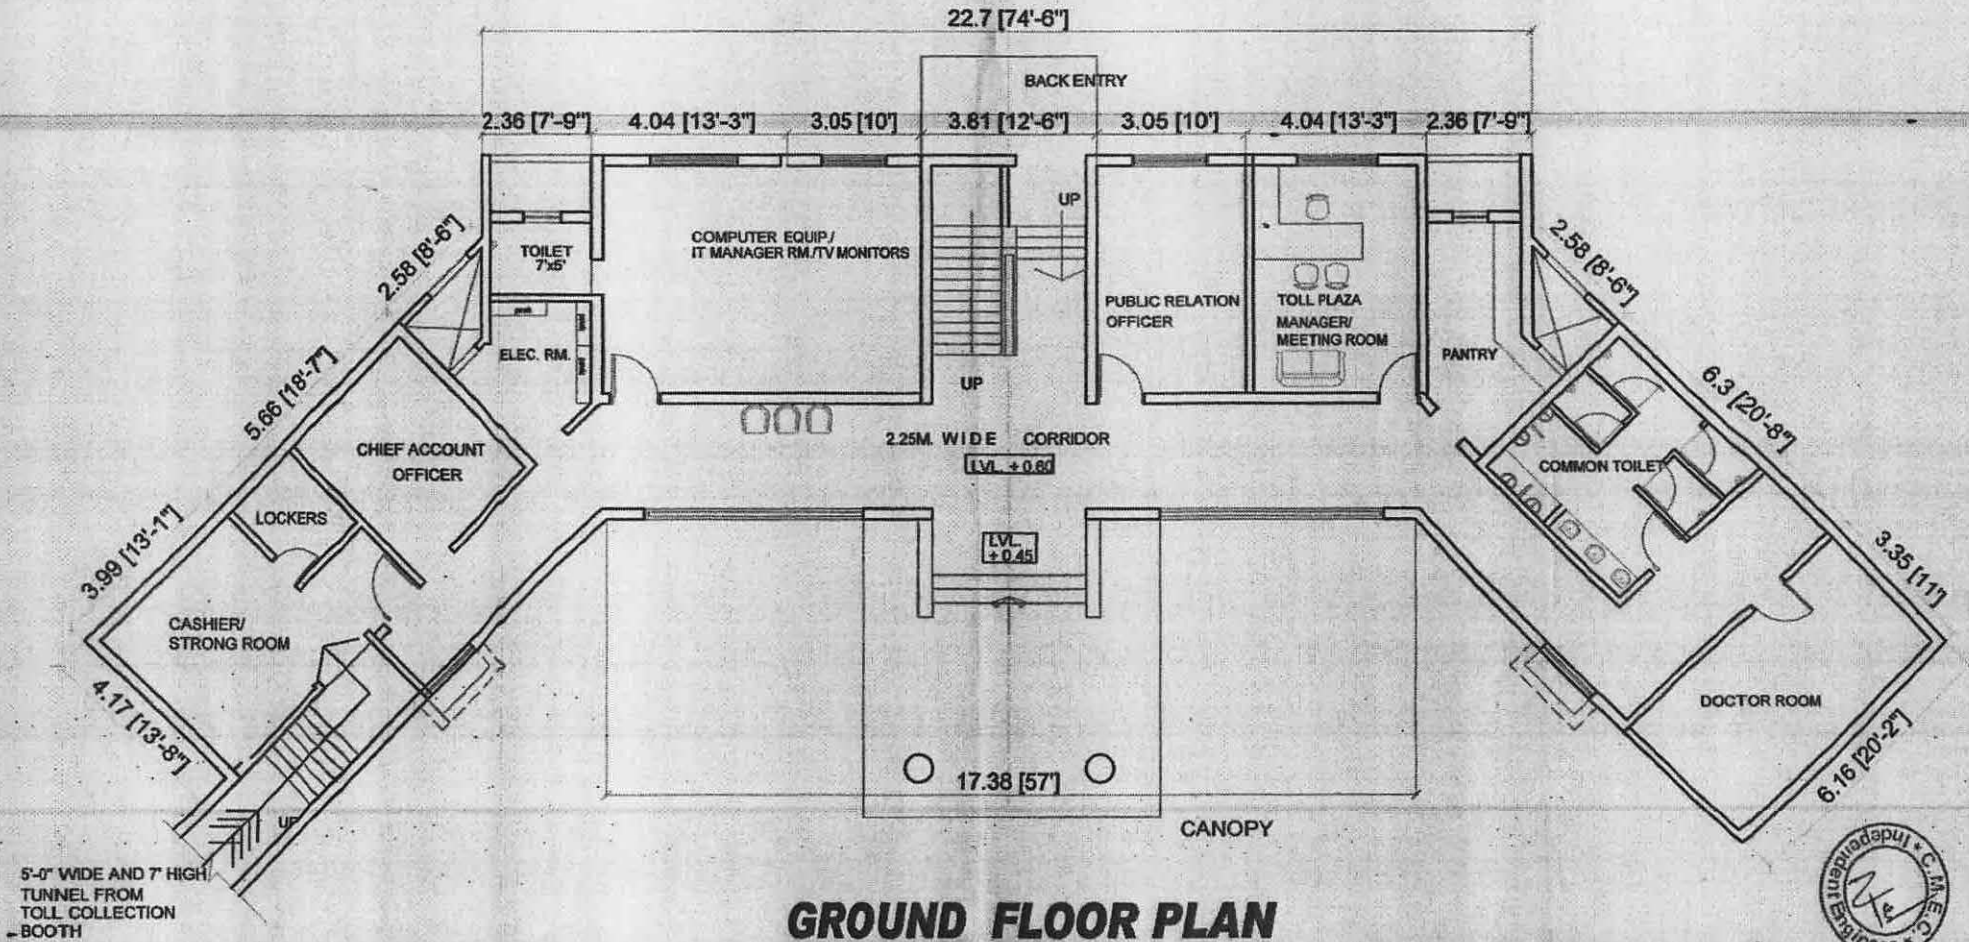 22.7 [74'-6"]
BACK ENTRY
2.36 [7'-9"]
4.04 [13'-3"]
3.05 [10']
3.81 [12'-6"]
3.05 [10']
4.04 [13'-3"]
2.36 [7'-9"]
2.58 [8'-6"]
TOILET
7'x5'
COMPUTER EQUIP./
IT MANAGER RM./TV MONITORS
UP
2.58 [8'-6"]
PUBLIC RELATION
OFFICER
TOLL PLAZA
MANAGER/
MEETING ROOM
ELEC. RM.
PANTRY
UP
5.66 [18'-7"]
6.3 [20'-8"]
CHIEF ACCOUNT
OFFICER
2.25M. WIDE CORRIDOR
LVL. + 0.60
COMMON TOILET
LOCKERS
LVL.
+ 0.45
3.99 [13'-1"]
3.35 [11']
CASHIER/
STRONG ROOM
4.17 [13'-8"]
DOCTOR ROOM
6.16 [20'-2"]
17.38 [57']
UP
CANOPY
5'-0" WIDE AND 7' HIGH
TUNNEL FROM
TOLL COLLECTION
BOOTH
GROUND FLOOR PLAN
C.M.E.C.
Independent